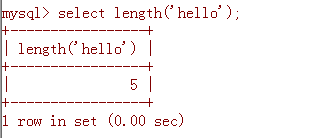 mysql> select length('hello');
+-----------------+
| length('hello') |
+-----------------+
|               5 |
+-----------------+
1 row in set (0.00 sec)